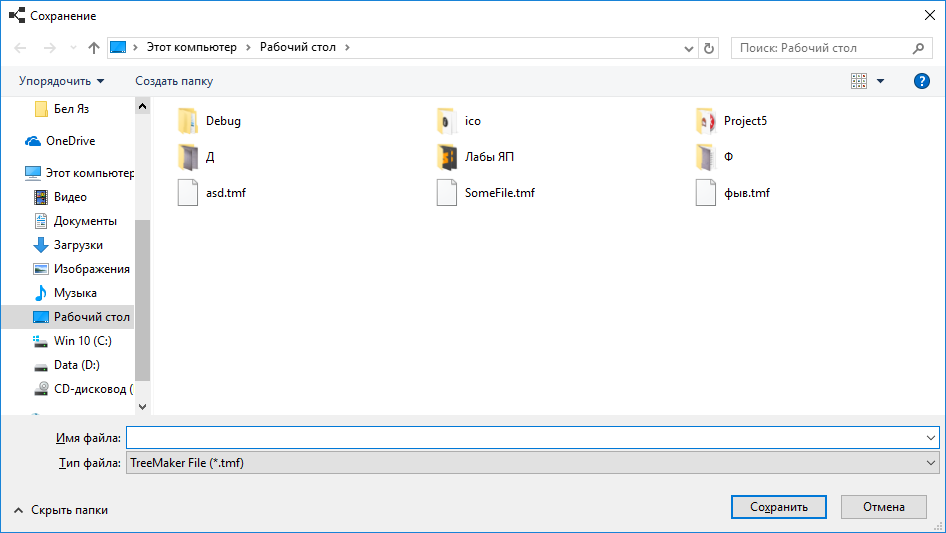 Сохранение
Этот компьютер Рабочий стол
Поиск: Рабочий стол
Упорядочить Создать папку
Бел Яз
OneDrive
Этот компьютер
Видео
Документы
Загрузки
Изображения
Музыка
Рабочий стол
Win 10 (C:)
Data (D:)
CD-дисковод (
Debug ico Project5
Д Лабы ЯП Ф
asd.tmf SomeFile.tmf фыв.tmf
Имя файла:
Тип файла: TreeMaker File (*.tmf)
Скрыть папки Сохранить Отмена